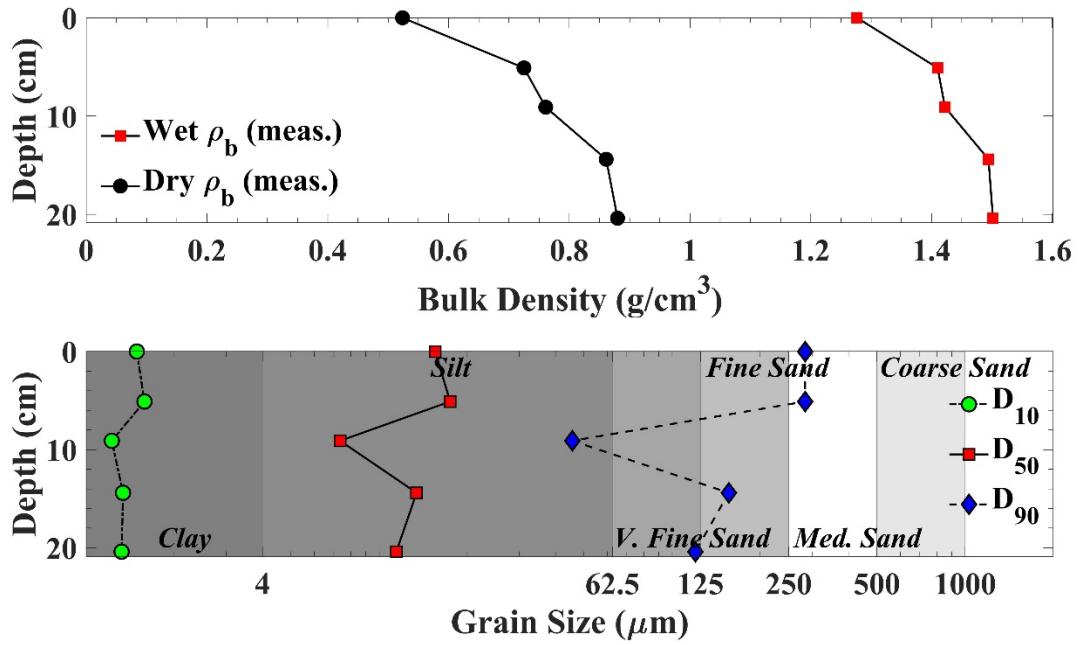 0
10
20
Depth (cm)
Wet ρb (meas.)
Dry ρb (meas.)
0 0.2 0.4 0.6 0.8 1 1.2 1.4 1.6
Bulk Density (g/cm³)
0
10
20
Depth (cm)
Silt Fine Sand Coarse Sand
D10
D50
D90
Clay V. Fine Sand Med. Sand
4 62.5 125 250 500 1000
Grain Size (μm)